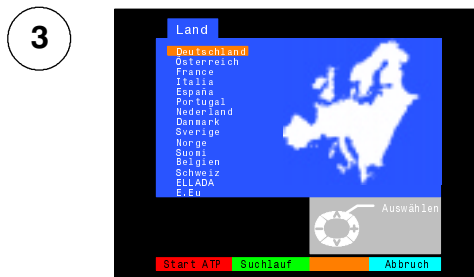 3
Land
Deutschland
Österreich
France
Italia
España
Portugal
Nederland
Danmark
Sverige
Norge
Suomi
Belgien
Schweiz
ELLADA
E.Eu
Auswählen
Start ATP Suchlauf Abbruch